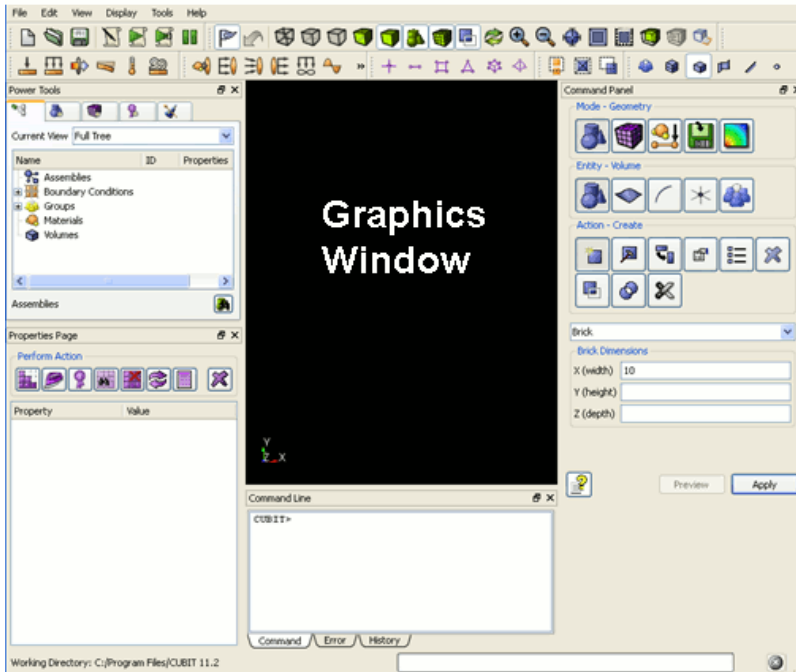 File Edit View Display Tools Help
Power Tools
Current View Full Tree
Name ID Properties
Assemblies
Boundary Conditions
Groups
Materials
Volumes
Assemblies
Properties Page
Perform Action
Property Value
Graphics
Window
Y
Z X
Command Line
CUBIT>
Command Error History
Command Panel
Mode - Geometry
Entity - Volume
Action - Create
Brick
Brick Dimensions
X (width) 10
Y (height)
Z (depth)
Preview Apply
Working Directory: C:/Program Files/CUBIT 11.2